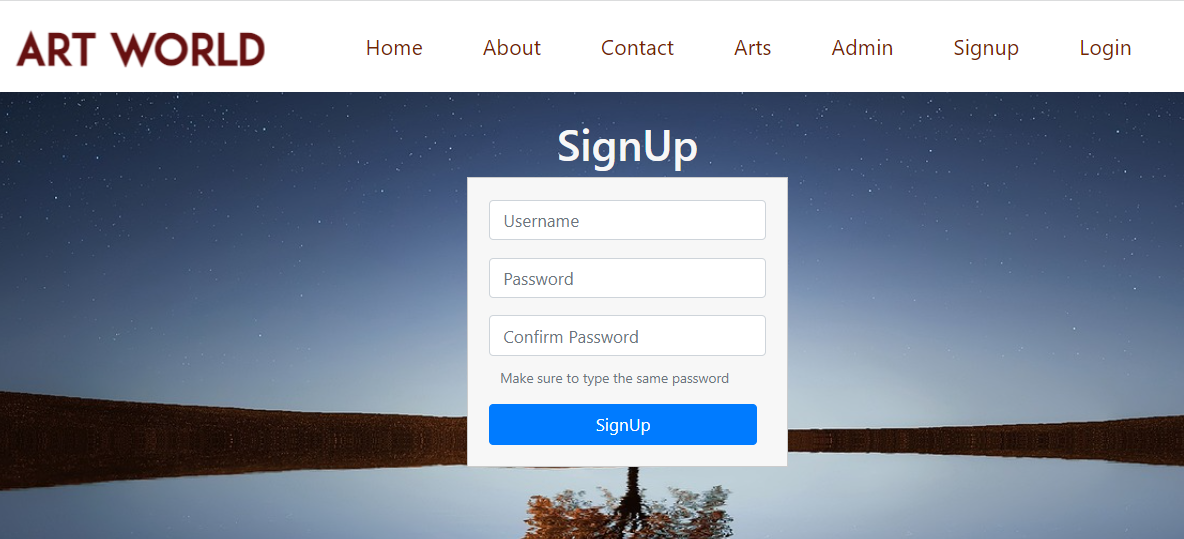 ART WORLD Home About Contact Arts Admin Signup Login
SignUp
Username
Password
Confirm Password
Make sure to type the same password
SignUp